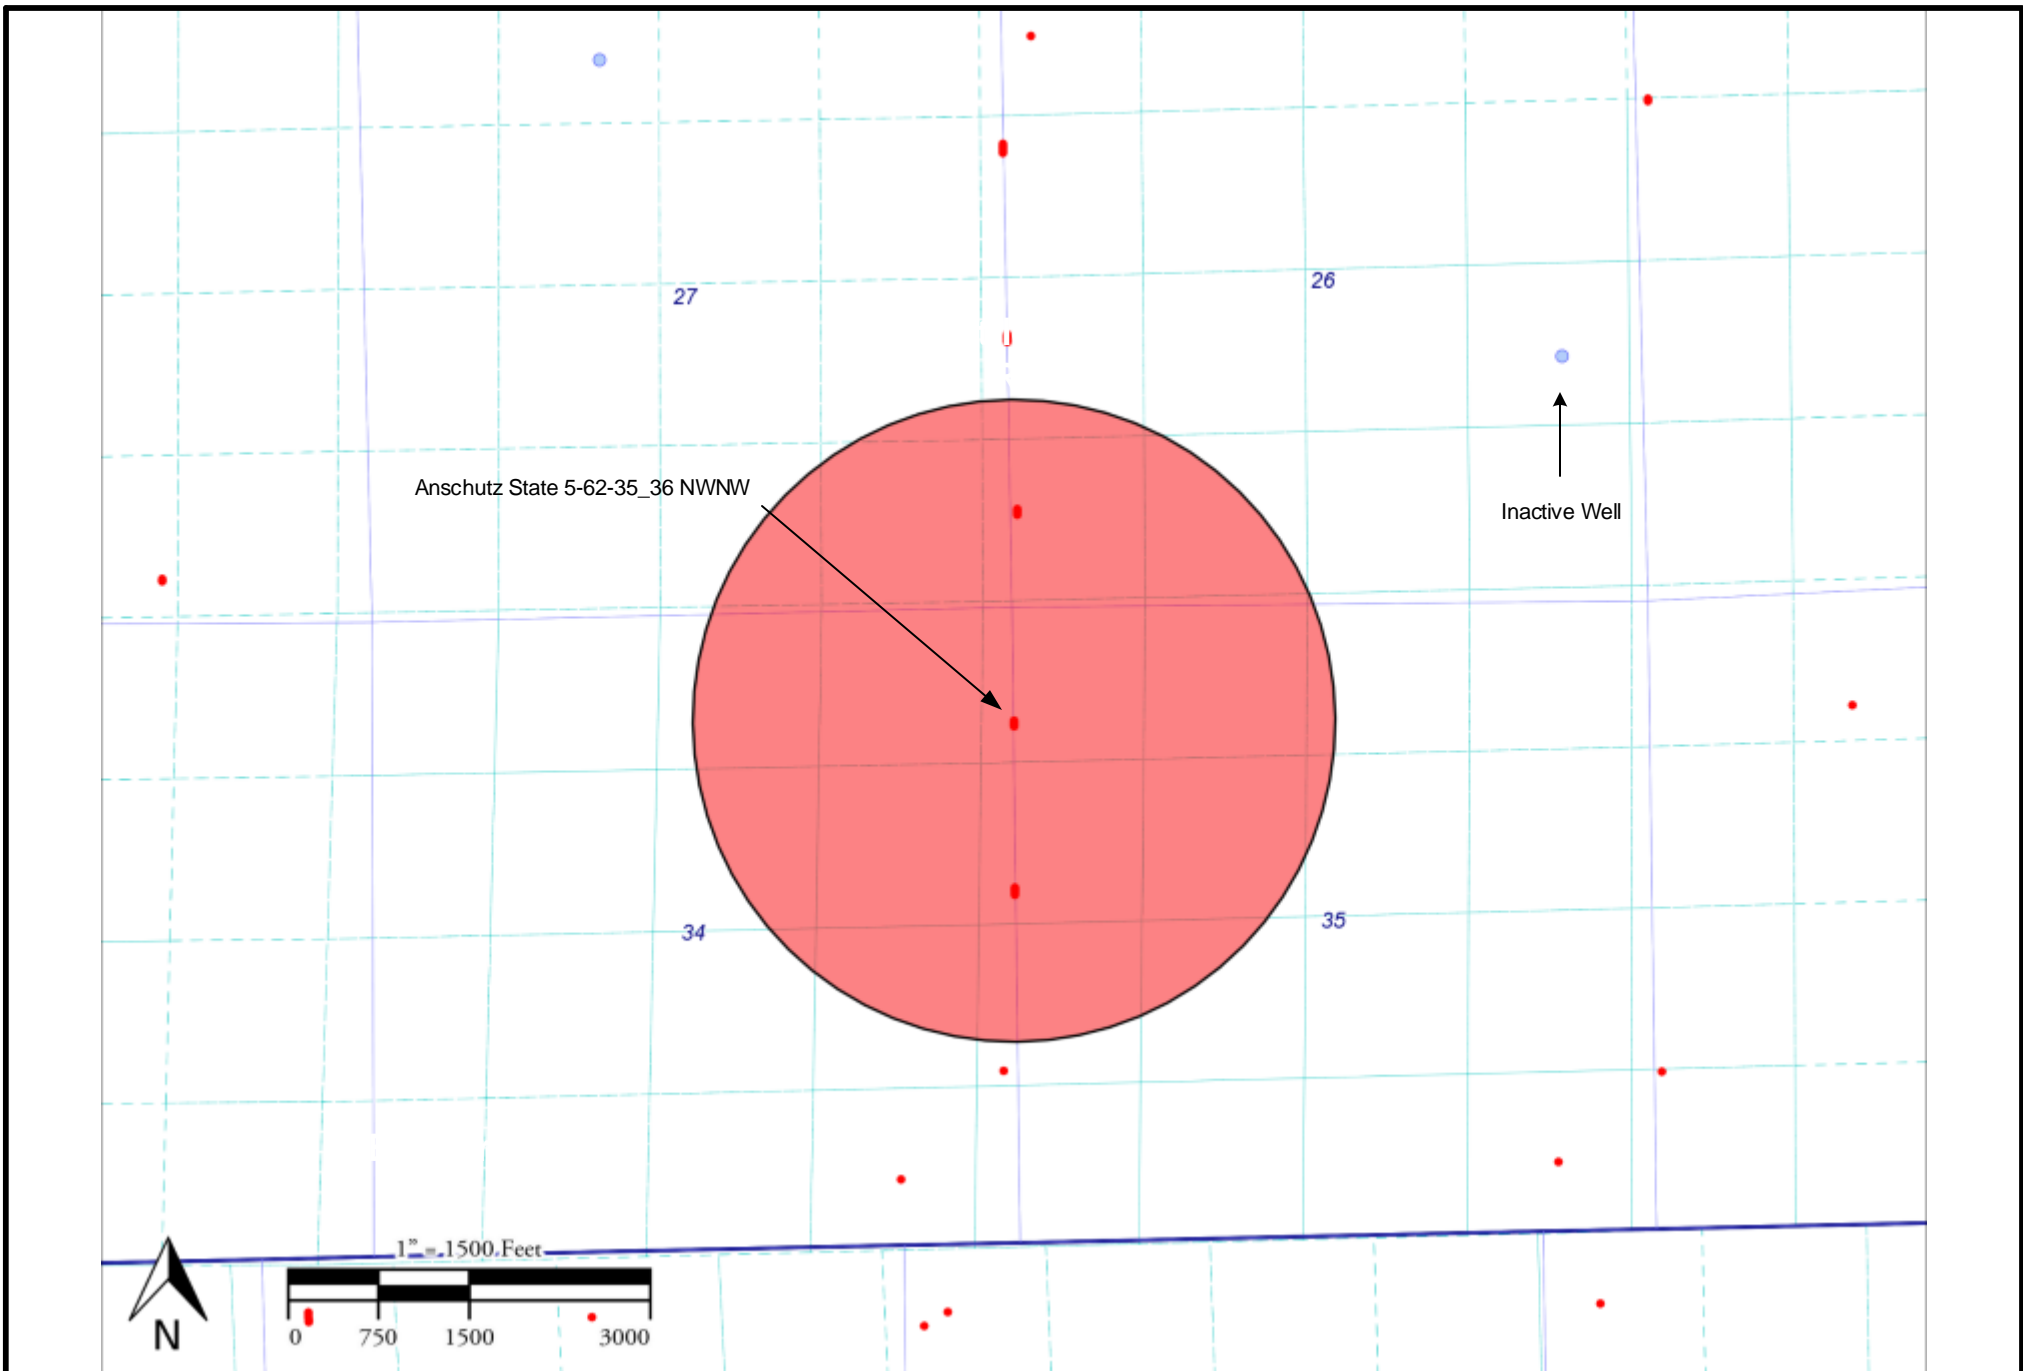 26
27
Anschutz State 5-62-35_36 NWNW
Inactive Well
35
34
1” = 1500 Feet
N
0 750 1500 3000